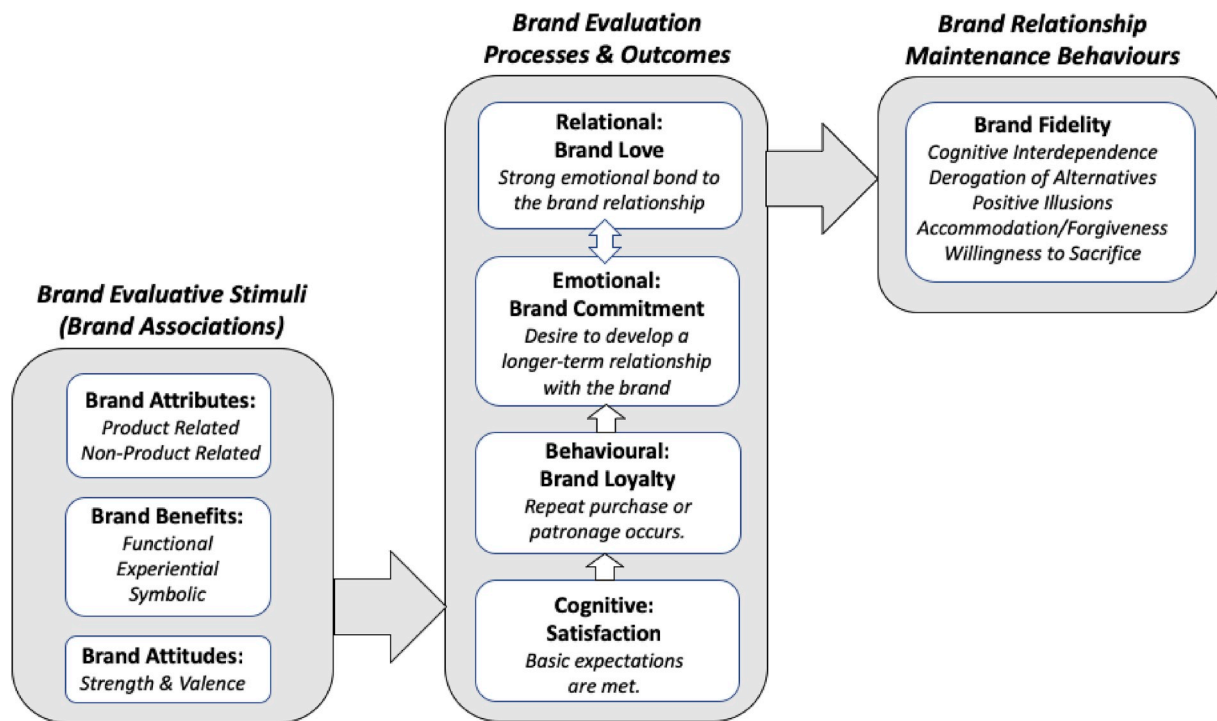 Brand Evaluative Stimuli
(Brand Associations)
Brand Attributes:
Product Related
Non-Product Related
Brand Benefits:
Functional
Experiential
Symbolic
Brand Attitudes:
Strength & Valence
Brand Evaluation
Processes & Outcomes
Relational:
Brand Love
Strong emotional bond to
the brand relationship
Emotional:
Brand Commitment
Desire to develop a
longer-term relationship
with the brand
Behavioural:
Brand Loyalty
Repeat purchase or
patronage occurs.
Cognitive:
Satisfaction
Basic expectations
are met.
Brand Relationship
Maintenance Behaviours
Brand Fidelity
Cognitive Interdependence
Derogation of Alternatives
Positive Illusions
Accommodation/Forgiveness
Willingness to Sacrifice